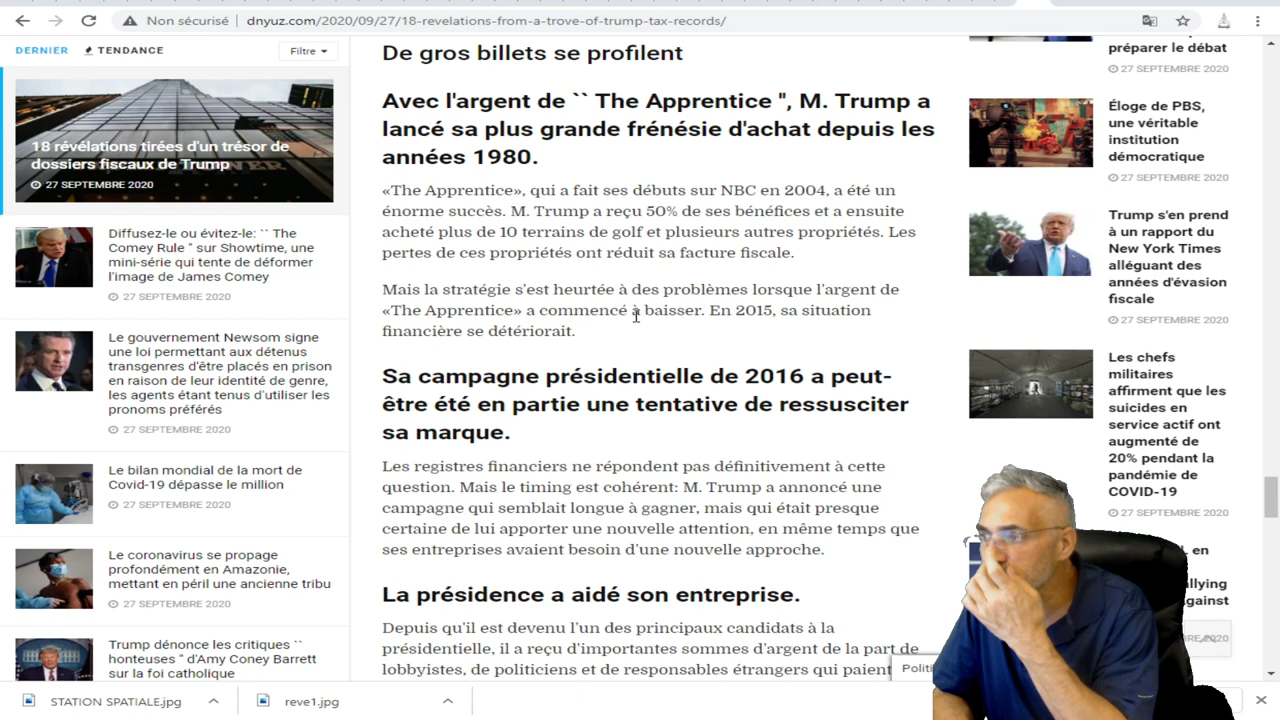 Non sécurisé
dnyuz.com/2020/09/27/18-revelations-from-a-trove-of-trump-tax-records/
DERNIER
TENDANCE
Filtre
18 révélations tirées d'un trésor de
dossiers fiscaux de Trump
27 SEPTEMBRE 2020
Diffusez-le ou évitez-le: `` The
Comey Rule '' sur Showtime, une
mini-série qui tente de déformer
l'image de James Comey
27 SEPTEMBRE 2020
Le gouvernement Newsom signe
une loi permettant aux détenus
transgenres d'être placés en prison
en raison de leur identité de genre,
les agents étant tenus d'utiliser les
pronoms préférés
27 SEPTEMBRE 2020
Le bilan mondial de la mort de
Covid-19 dépasse le million
27 SEPTEMBRE 2020
Le coronavirus se propage
profondément en Amazonie,
mettant en péril une ancienne tribu
27 SEPTEMBRE 2020
Trump dénonce les critiques ``
honteuses '' d'Amy Coney Barrett
sur la foi catholique
De gros billets se profilent
Avec l'argent de `` The Apprentice '', M. Trump a
lancé sa plus grande frénésie d'achat depuis les
années 1980.
«The Apprentice», qui a fait ses débuts sur NBC en 2004, a été un
énorme succès. M. Trump a reçu 50% de ses bénéfices et a ensuite
acheté plus de 10 terrains de golf et plusieurs autres propriétés. Les
pertes de ces propriétés ont réduit sa facture fiscale.
Mais la stratégie s'est heurtée à des problèmes lorsque l'argent de
«The Apprentice» a commencé à baisser. En 2015, sa situation
financière se détériorait.
Sa campagne présidentielle de 2016 a peut-
être été en partie une tentative de ressusciter
sa marque.
Les registres financiers ne répondent pas définitivement à cette
question. Mais le timing est cohérent: M. Trump a annoncé une
campagne qui semblait longue à gagner, mais qui était presque
certaine de lui apporter une nouvelle attention, en même temps que
ses entreprises avaient besoin d'une nouvelle approche.
La présidence a aidé son entreprise.
Depuis qu'il est devenu l'un des principaux candidats à la
présidentielle, il a reçu d'importantes sommes d'argent de la part de
lobbyistes, de politiciens et de responsables étrangers qui paient
préparer le débat
27 SEPTEMBRE 2020
Éloge de PBS,
une véritable
institution
démocratique
27 SEPTEMBRE 2020
Trump s'en prend
à un rapport du
New York Times
alléguant des
années d'évasion
fiscale
27 SEPTEMBRE 2020
Les chefs
militaires
affirment que les
suicides en
service actif ont
augmenté de
20% pendant la
pandémie de
COVID-19
27 SEPTEMBRE 2020
en
STATION SPATIALE.jpg
reve1.jpg